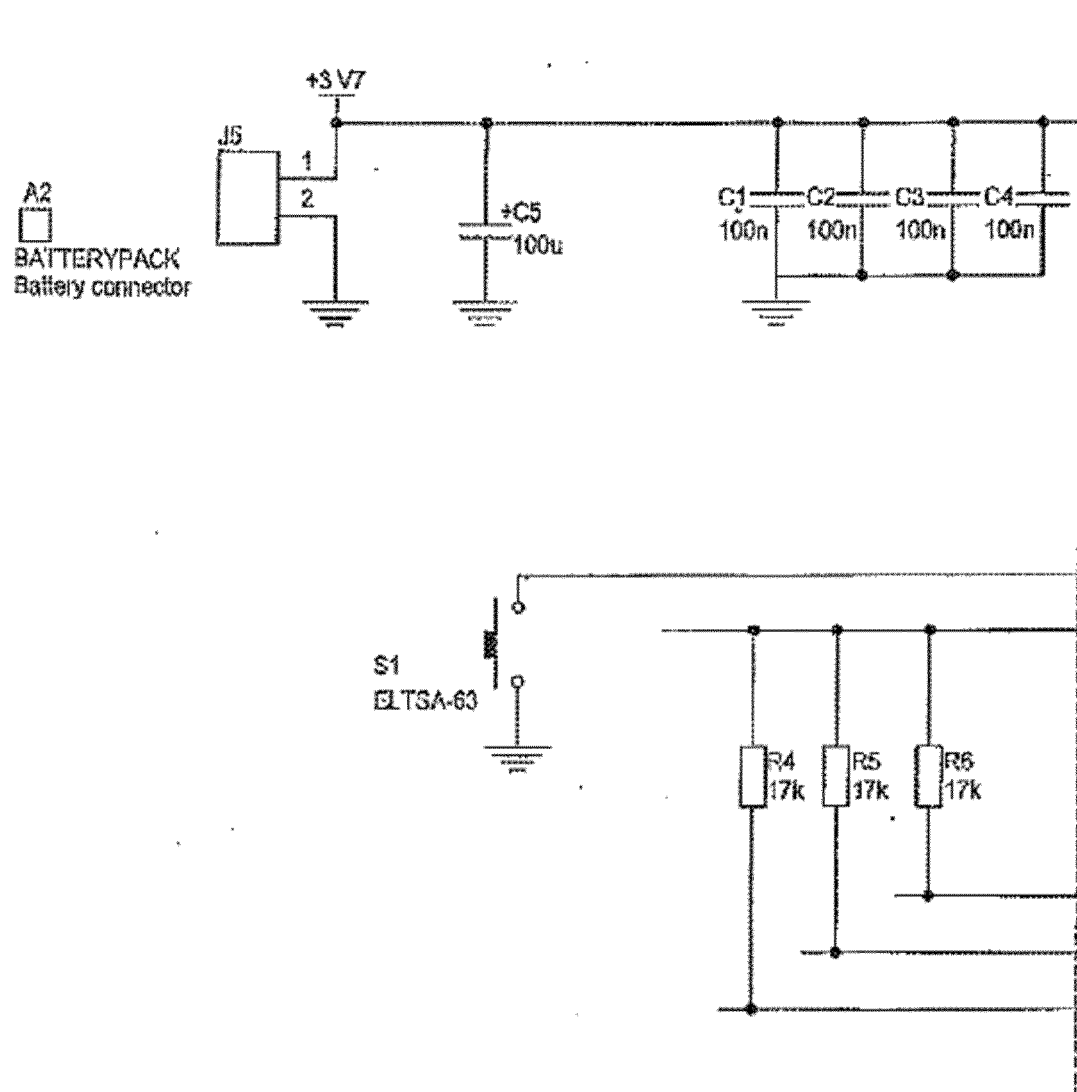 +3 V7
J5
1
2
A2
BATTERYPACK
Battery connector
+C5
100u
C1
100n
C2
100n
C3
100n
C4
100n
S1
ELTSA-63
R4
17k
R5
17k
R6
17k